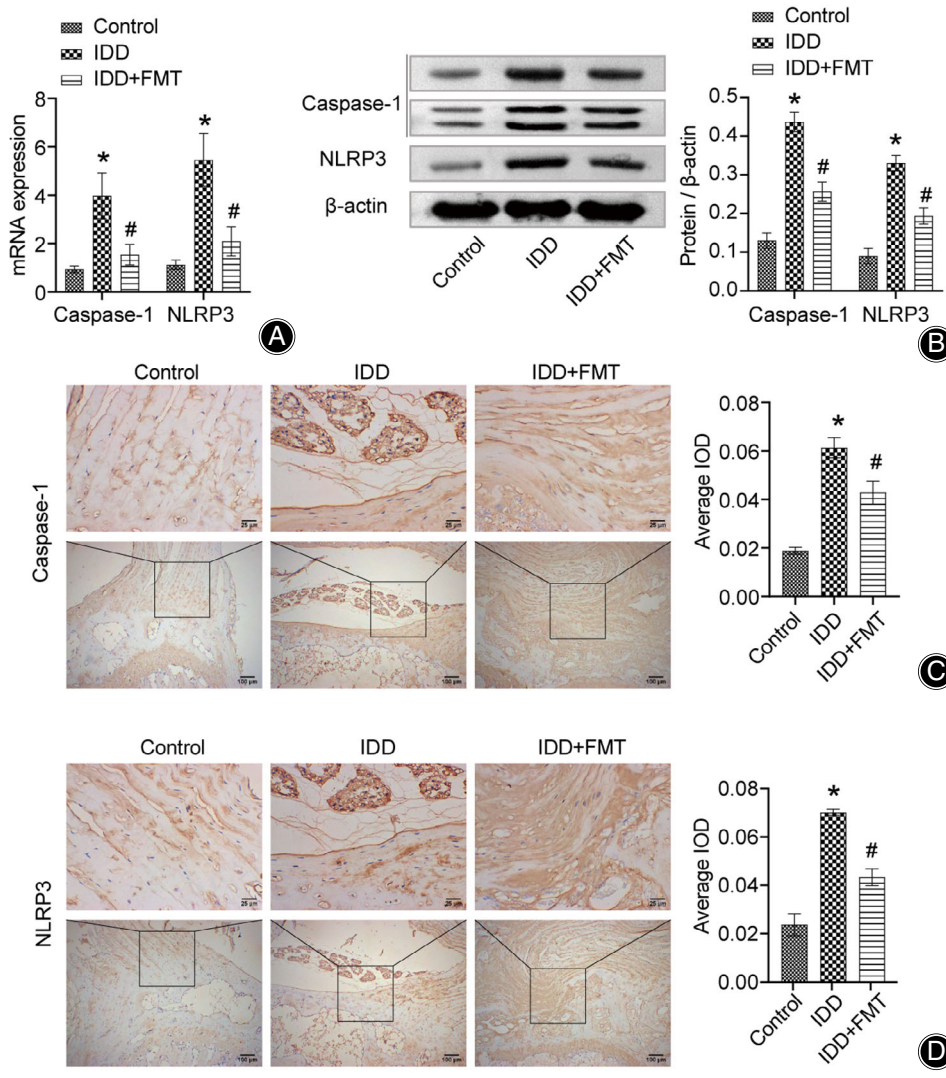 Control
IDD
IDD+FMT
8
6
4
2
0
mRNA expression
*
#
*
#
Caspase-1 NLRP3
A
Caspase-1
NLRP3
β-actin
Control IDD IDD+FMT
Control
IDD
IDD+FMT
0.5
0.4
0.3
0.2
0.1
0.0
Protein / β-actin
*
#
*
#
Caspase-1 NLRP3
B
Control IDD IDD+FMT
Caspase-1
25 μm 25 μm 25 μm
100 μm 100 μm 100 μm
0.08
0.06
0.04
0.02
0.00
Average IOD
*
#
Control IDD IDD+FMT
C
Control IDD IDD+FMT
NLRP3
25 μm 25 μm 25 μm
100 μm 100 μm 100 μm
0.08
0.06
0.04
0.02
0.00
Average IOD
*
#
Control IDD IDD+FMT
D